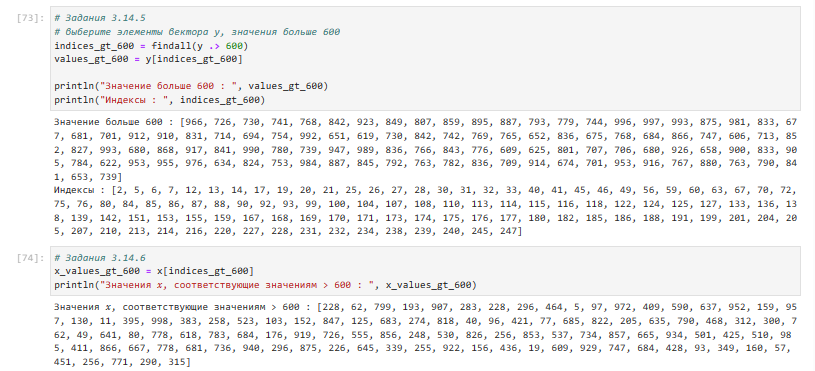 [73]: # Задания 3.14.5
# выберите элементы вектора y, значения больше 600
indices_gt_600 = findall(y .> 600)
values_gt_600 = y[indices_gt_600]
println("Значение больше 600 : ", values_gt_600)
println("Индексы : ", indices_gt_600)
Значение больше 600 : [966, 726, 730, 741, 768, 842, 923, 849, 807, 859, 895, 887, 793, 779, 744, 996, 997, 993, 875, 981, 833, 67
7, 681, 701, 912, 910, 831, 714, 694, 754, 992, 651, 619, 730, 842, 742, 769, 765, 652, 836, 675, 768, 684, 866, 747, 606, 713, 85
2, 827, 993, 680, 868, 917, 841, 990, 780, 739, 947, 989, 836, 766, 843, 776, 609, 625, 801, 707, 706, 680, 926, 658, 900, 833, 90
5, 784, 622, 953, 955, 976, 634, 824, 753, 984, 887, 845, 792, 763, 782, 836, 709, 914, 674, 701, 953, 916, 767, 880, 763, 790, 84
1, 653, 739]
Индексы : [2, 5, 6, 7, 12, 13, 14, 17, 19, 20, 21, 25, 26, 27, 28, 30, 31, 32, 33, 40, 41, 45, 46, 49, 56, 59, 60, 63, 67, 70, 72,
75, 76, 80, 84, 85, 86, 87, 88, 90, 92, 93, 99, 100, 104, 107, 108, 110, 113, 114, 115, 116, 118, 122, 124, 125, 127, 133, 136, 13
8, 139, 142, 151, 153, 155, 159, 167, 168, 169, 170, 171, 173, 174, 175, 176, 177, 180, 182, 185, 186, 188, 191, 199, 201, 204, 20
5, 207, 210, 213, 214, 216, 220, 227, 228, 231, 232, 234, 238, 239, 240, 245, 247]
[74]: # Задания 3.14.6
x_values_gt_600 = x[indices_gt_600]
println("Значения x, соответствующие значениям > 600 : ", x_values_gt_600)
Значения x, соответствующие значениям > 600 : [228, 62, 799, 193, 907, 283, 228, 296, 464, 5, 97, 972, 409, 590, 637, 952, 159, 95
7, 130, 11, 395, 998, 383, 258, 523, 103, 152, 847, 125, 683, 274, 818, 40, 96, 421, 77, 685, 822, 205, 635, 790, 468, 312, 300, 7
62, 49, 641, 80, 778, 618, 783, 684, 176, 919, 726, 555, 856, 248, 530, 826, 256, 853, 537, 734, 857, 665, 934, 501, 425, 510, 98
5, 411, 866, 667, 778, 681, 736, 940, 296, 875, 226, 645, 339, 255, 922, 156, 436, 19, 609, 929, 747, 684, 428, 93, 349, 160, 57,
451, 256, 771, 290, 315]